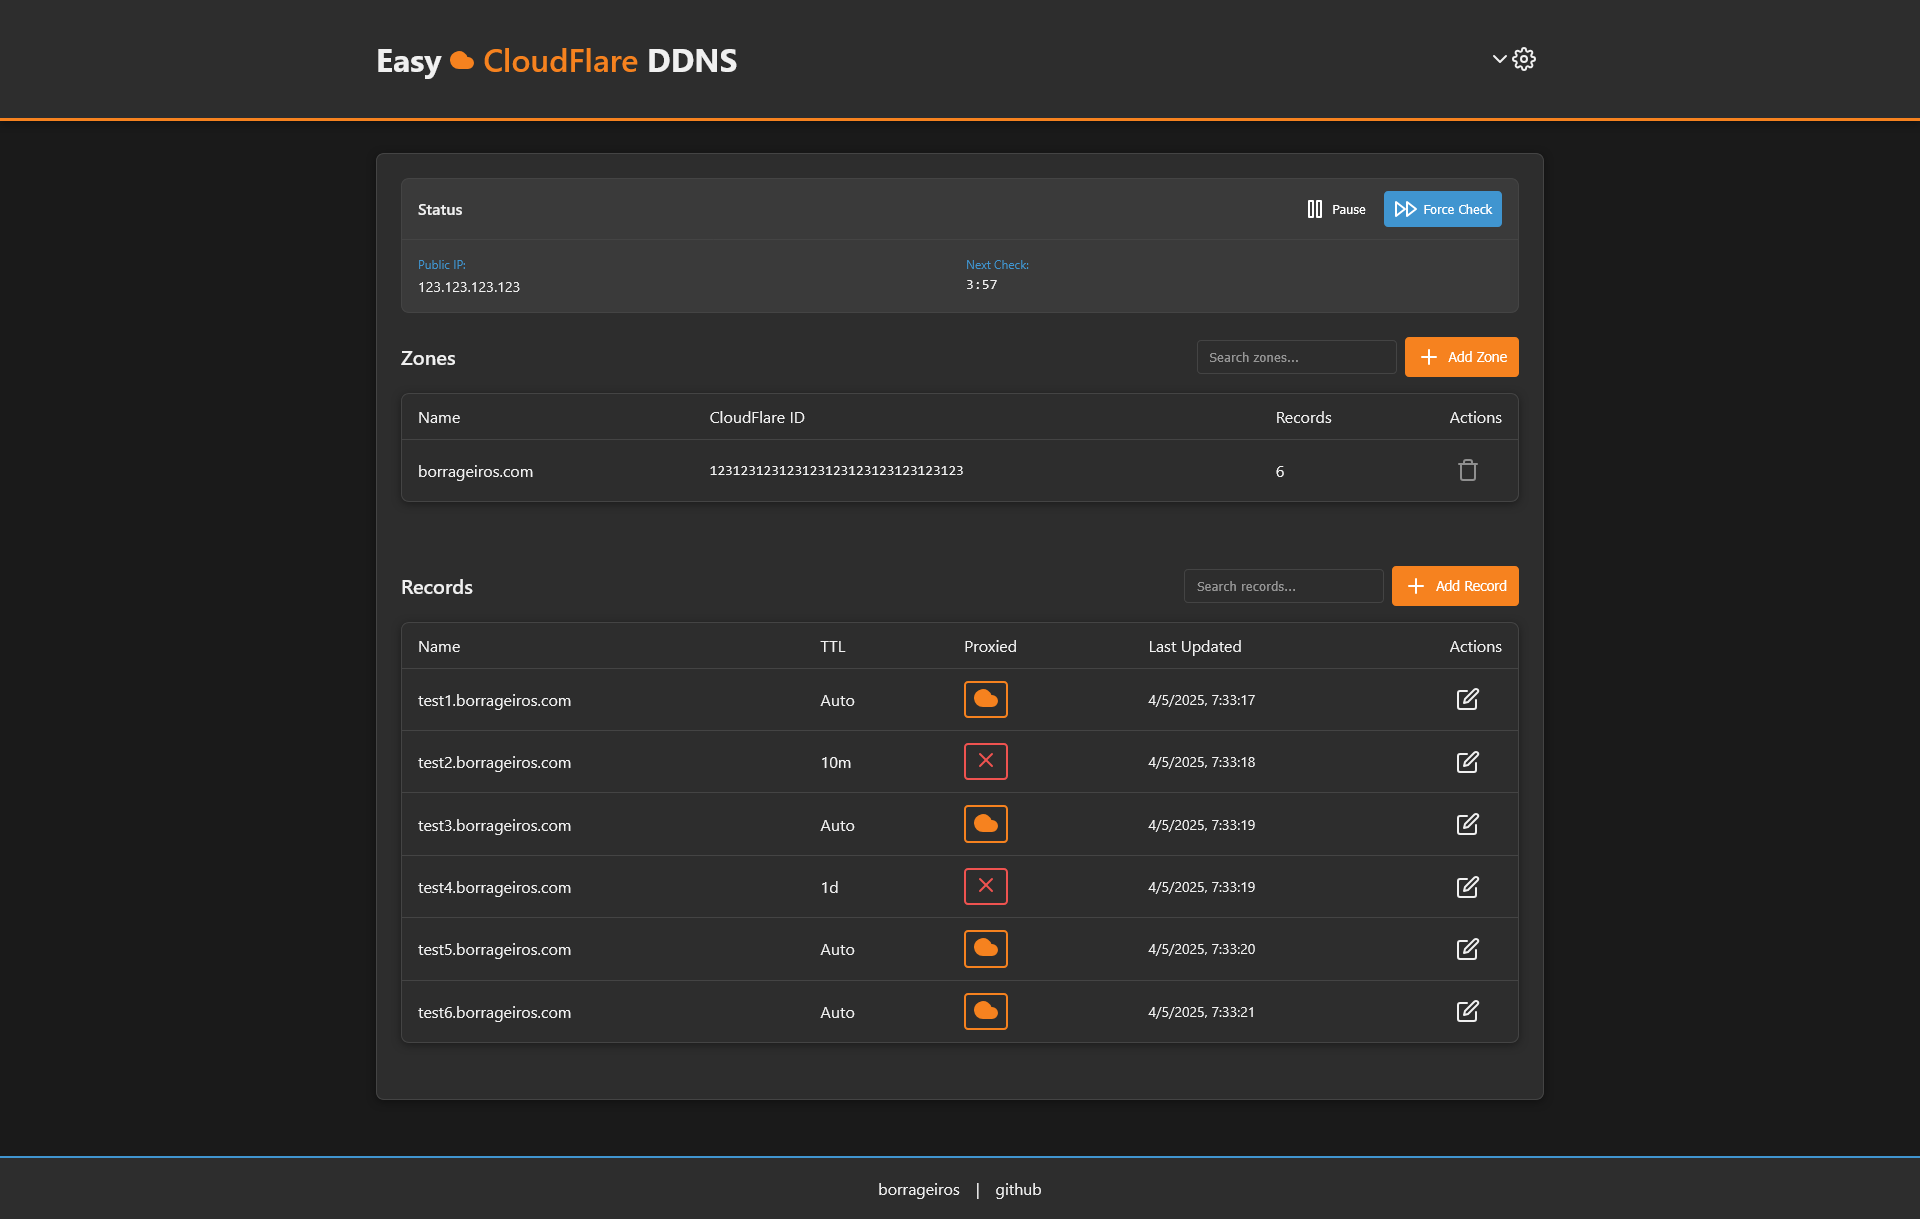 Easy CloudFlare DDNS
Status
Pause
Force Check
Public IP:
Next Check:
123.123.123.123
3:57
Zones
Search zones...
Add Zone
Name CloudFlare ID Records Actions
borrageiros.com 12312312312312312312312312312312​3 6
Records
Search records...
Add Record
Name TTL Proxied Last Updated Actions
test1.borrageiros.com Auto 4/5/2025, 7:33:17
test2.borrageiros.com 10m 4/5/2025, 7:33:18
test3.borrageiros.com Auto 4/5/2025, 7:33:19
test4.borrageiros.com 1d 4/5/2025, 7:33:19
test5.borrageiros.com Auto 4/5/2025, 7:33:20
test6.borrageiros.com Auto 4/5/2025, 7:33:21
borrageiros | github